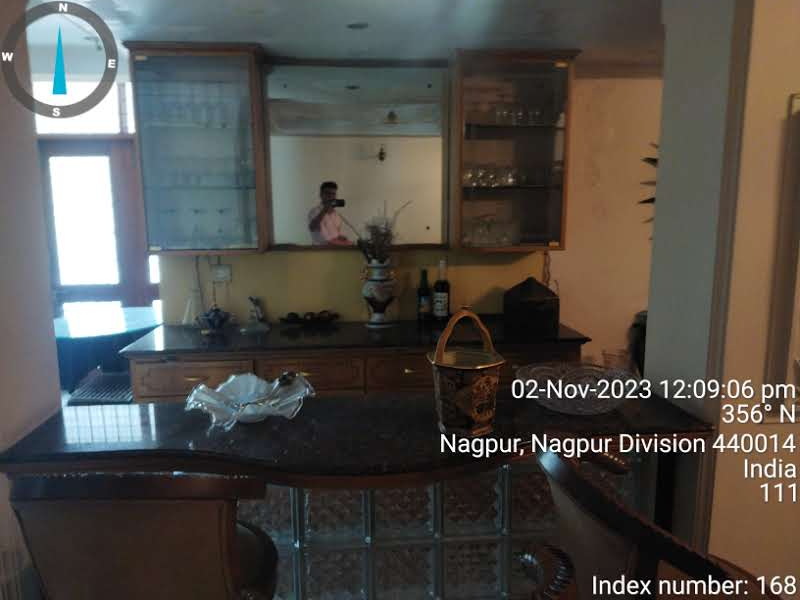 N
W E
S
02-Nov-2023 12:09:06 pm
356° N
Nagpur, Nagpur Division 440014
India
111
Index number: 168